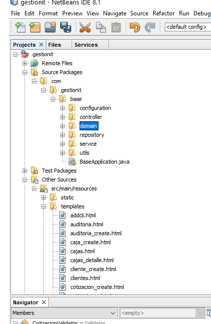 gestionit - NetBeans IDE 8.1
File Edit Format Preview View Navigate Source Refactor Run Debug
<default config>
Projects × Files Services
gestionit
Remote Files
Source Packages
com
gestionit
base
configuration
controller
domain
repository
service
utils
BaseApplication.java
Test Packages
Other Sources
src/main/resources
static
templates
addcli.html
auditoria.html
auditoria_create.html
caja_create.html
cajas.html
cajas_detalle.html
cliente_create.html
clientes.html
cotizacion_create.html
Navigator ×
Members <empty>
CotizacionValidator :: Validator